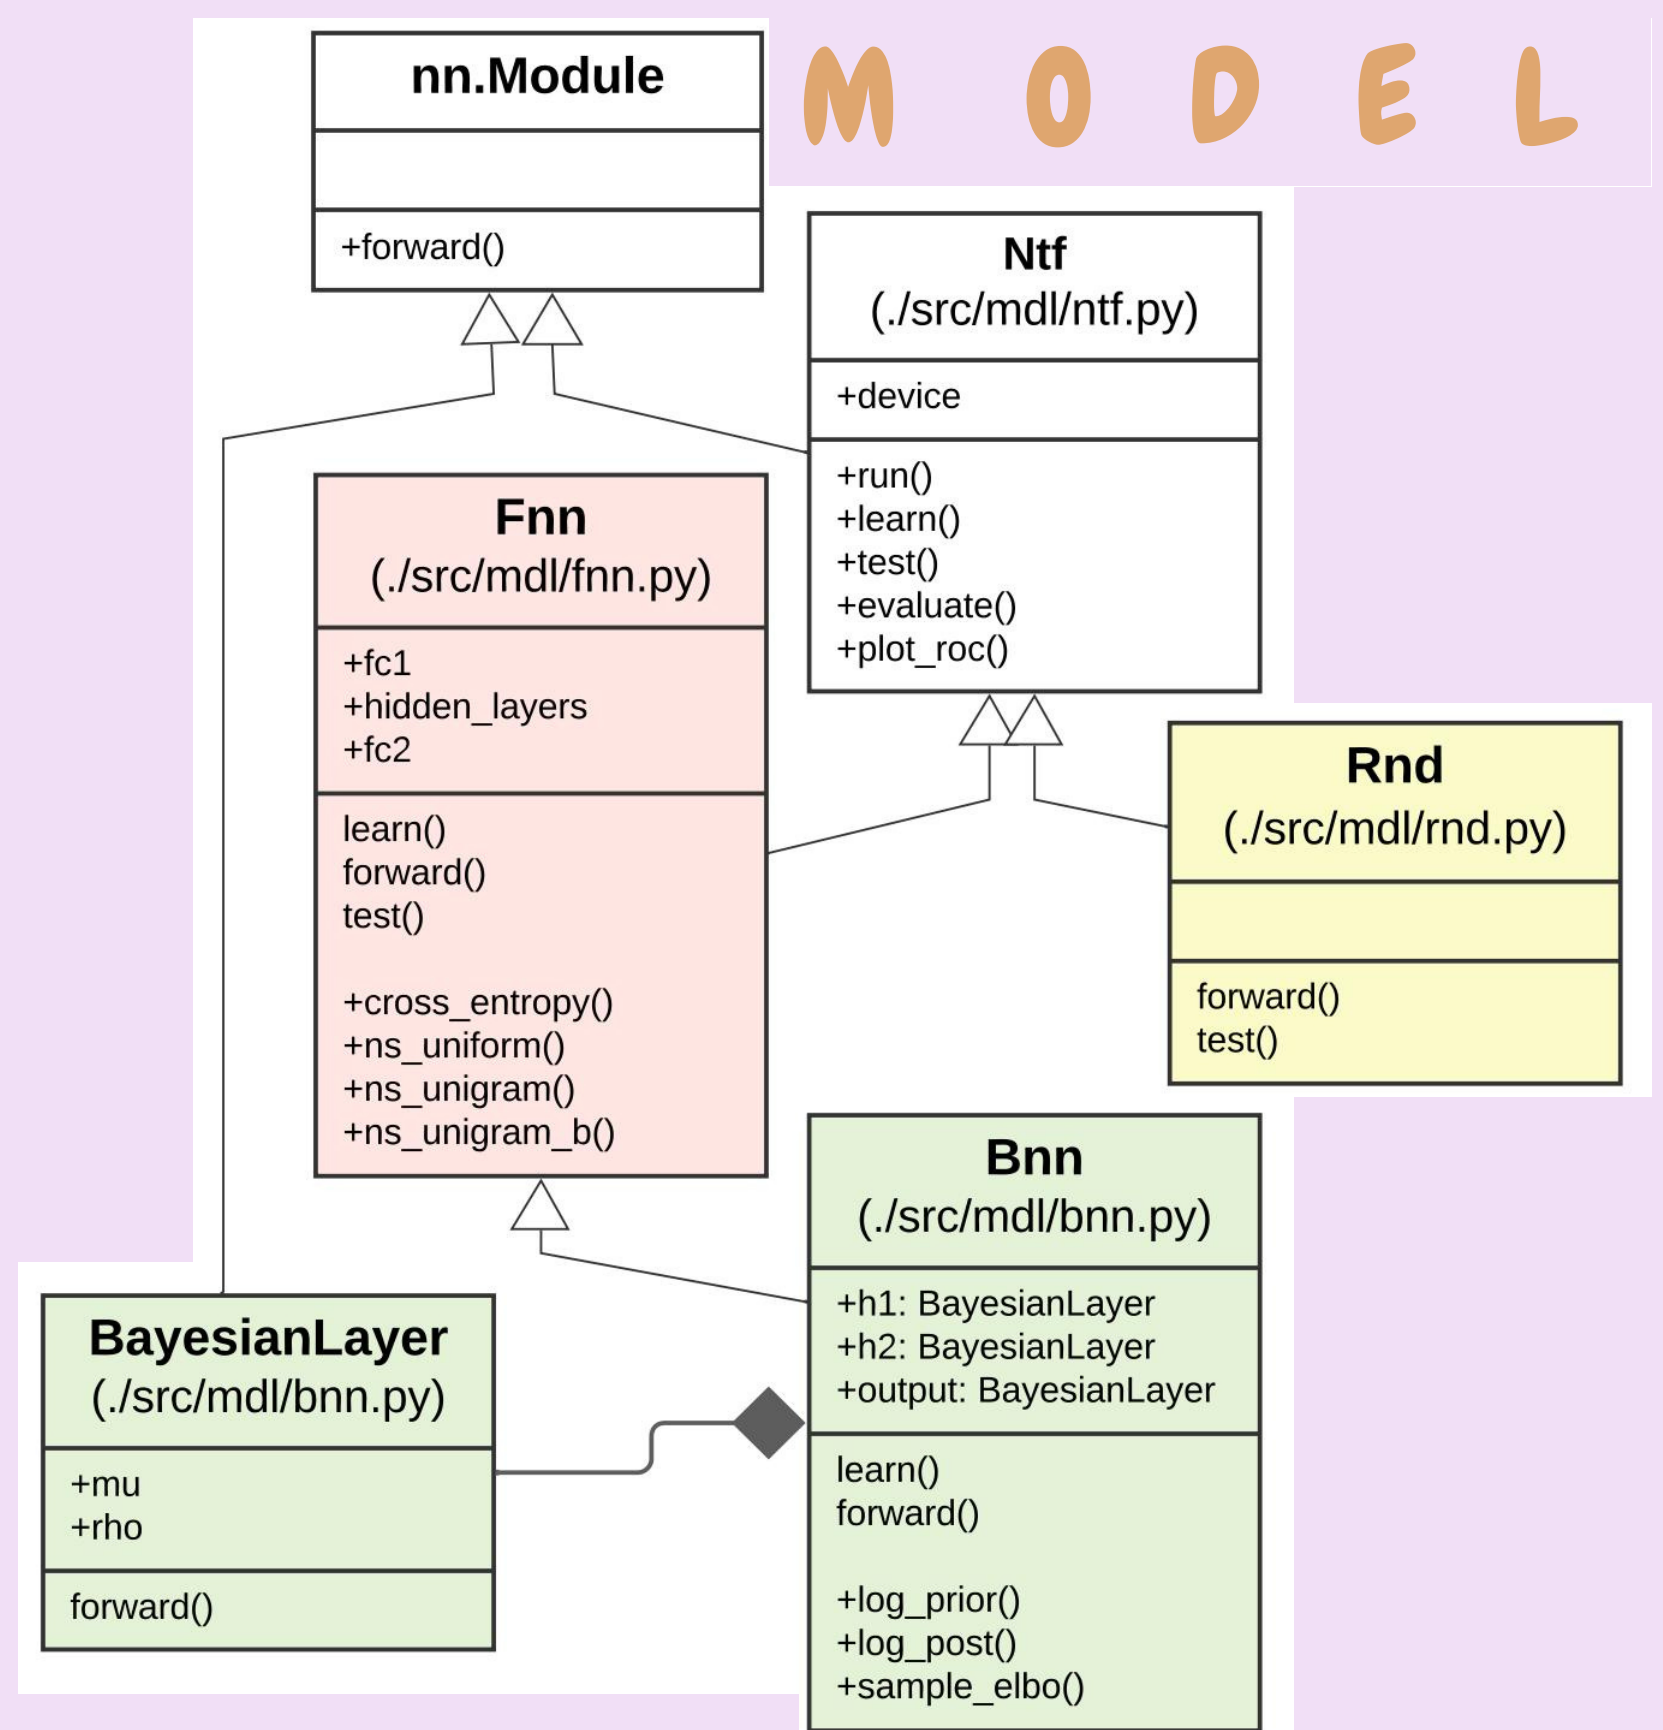 MODEL
nn.Module
+forward()
Ntf
(./src/mdl/ntf.py)
+device
+run()
+learn()
+test()
+evaluate()
+plot_roc()
Fnn
(./src/mdl/fnn.py)
+fc1
+hidden_layers
+fc2
learn()
forward()
test()
+cross_entropy()
+ns_uniform()
+ns_unigram()
+ns_unigram_b()
Rnd
(./src/mdl/rnd.py)
forward()
test()
Bnn
(./src/mdl/bnn.py)
+h1: BayesianLayer
+h2: BayesianLayer
+output: BayesianLayer
learn()
forward()
+log_prior()
+log_post()
+sample_elbo()
BayesianLayer
(./src/mdl/bnn.py)
+mu
+rho
forward()